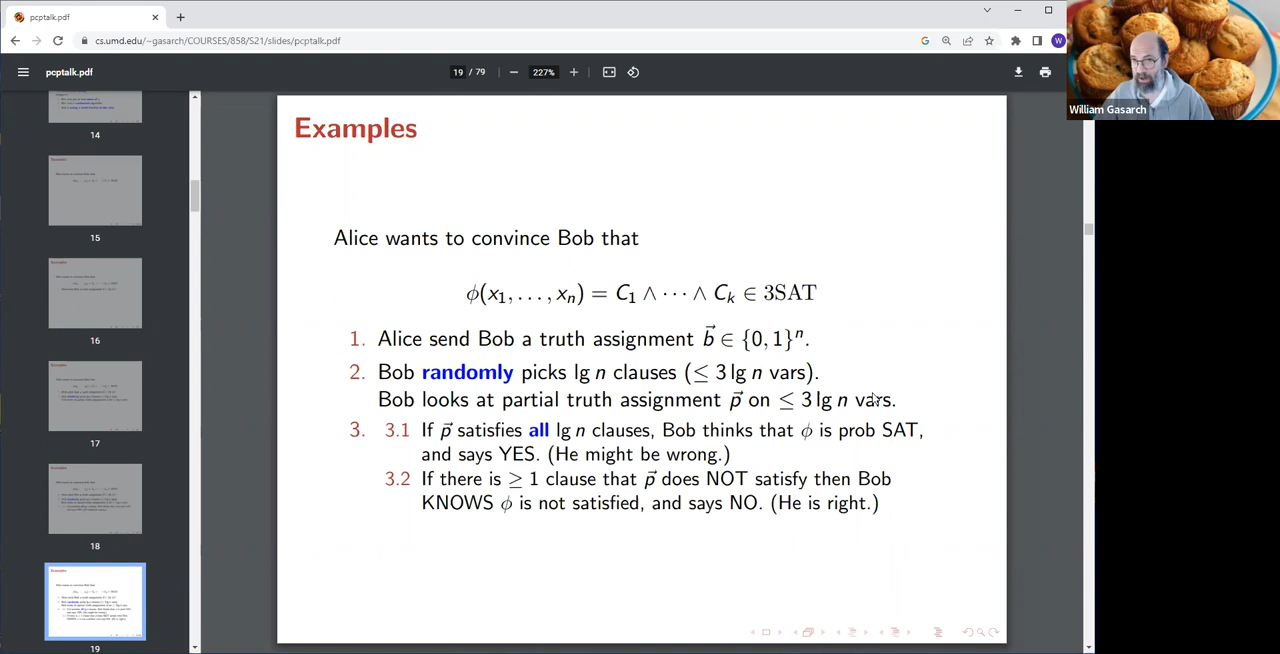 pcptalk.pdf
cs.umd.edu/~gasarch/COURSES/858/S21/slides/pcptalk.pdf
W
pcptalk.pdf
19 / 79
227%
William Gasarch
14
15
16
17
18
19
Examples
Alice wants to convince Bob that
ϕ(x₁, . . . , xₙ) = C₁ ∧ · · · ∧ Cₖ ∈ 3SAT
1. Alice send Bob a truth assignment b⃗ ∈ {0, 1}ⁿ.
2. Bob randomly picks lg n clauses (≤ 3 lg n vars).
Bob looks at partial truth assignment p⃗ on ≤ 3 lg n vars.
3. 3.1 If p⃗ satisfies all lg n clauses, Bob thinks that ϕ is prob SAT,
and says YES. (He might be wrong.)
3.2 If there is ≥ 1 clause that p⃗ does NOT satisfy then Bob
KNOWS ϕ is not satisfied, and says NO. (He is right.)